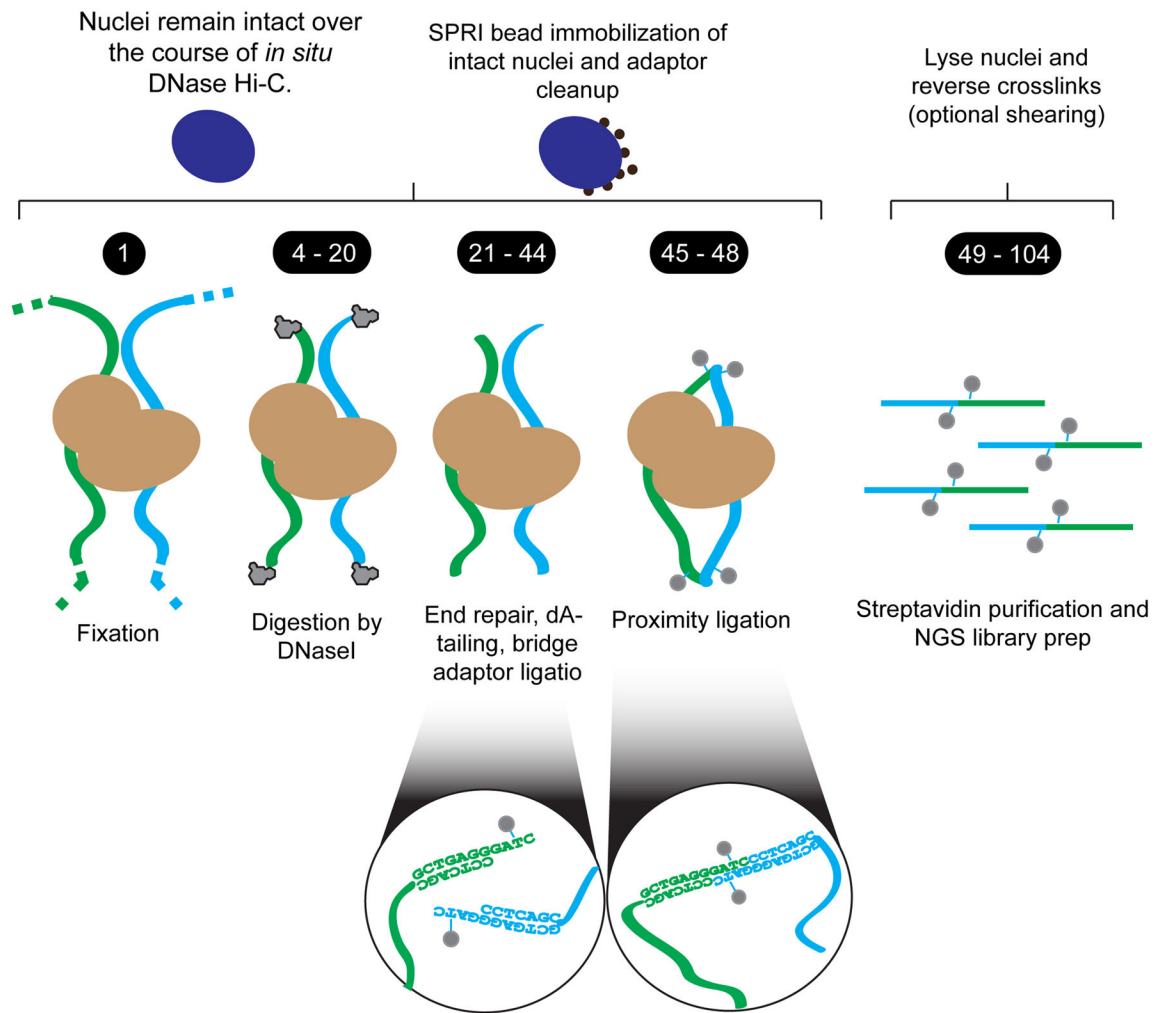 Nuclei remain intact over
the course of in situ
DNase Hi-C.
SPRI bead immobilization of
intact nuclei and adaptor
cleanup
Lyse nuclei and
reverse crosslinks
(optional shearing)
1
4 - 20
21 - 44
45 - 48
49 - 104
Fixation
Digestion by
DNaseI
End repair, dA-
tailing, bridge
adaptor ligatio
Proximity ligation
Streptavidin purification and
NGS library prep
GCTGAGGGATC
CCTCAGC
CCTCAGC
GCTGAGGGATC
GCTGAGGGATCCCTCAGC
GCTGAGGGATCCCTCAGC